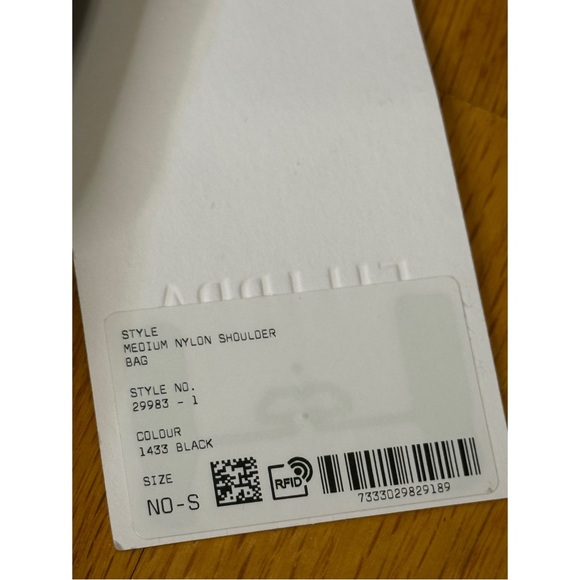 STYLE
MEDIUM NYLON SHOULDER
BAG
STYLE NO.
29983 - 1
COLOUR
1433 BLACK
SIZE
NO-S
RFID
7333029829189